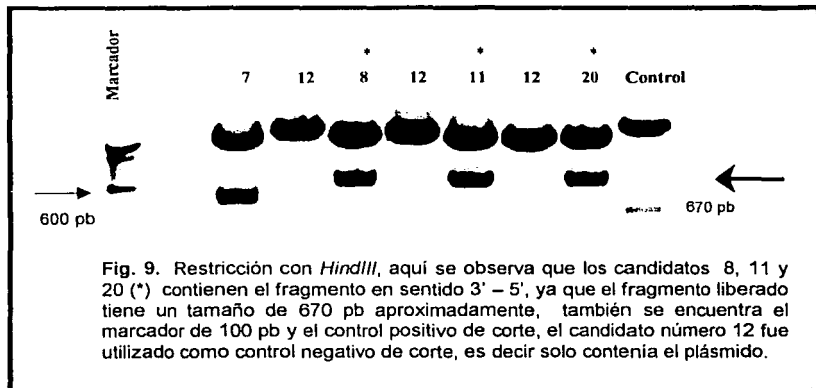 Marcador
* * *
7 12 8 12 11 12 20 Control
600 pb
670 pb
Fig. 9. Restricción con HindIII, aquí se observa que los candidatos 8, 11 y
20 (*) contienen el fragmento en sentido 3' – 5', ya que el fragmento liberado
tiene un tamaño de 670 pb aproximadamente, también se encuentra el
marcador de 100 pb y el control positivo de corte, el candidato número 12 fue
utilizado como control negativo de corte, es decir solo contenía el plásmido.